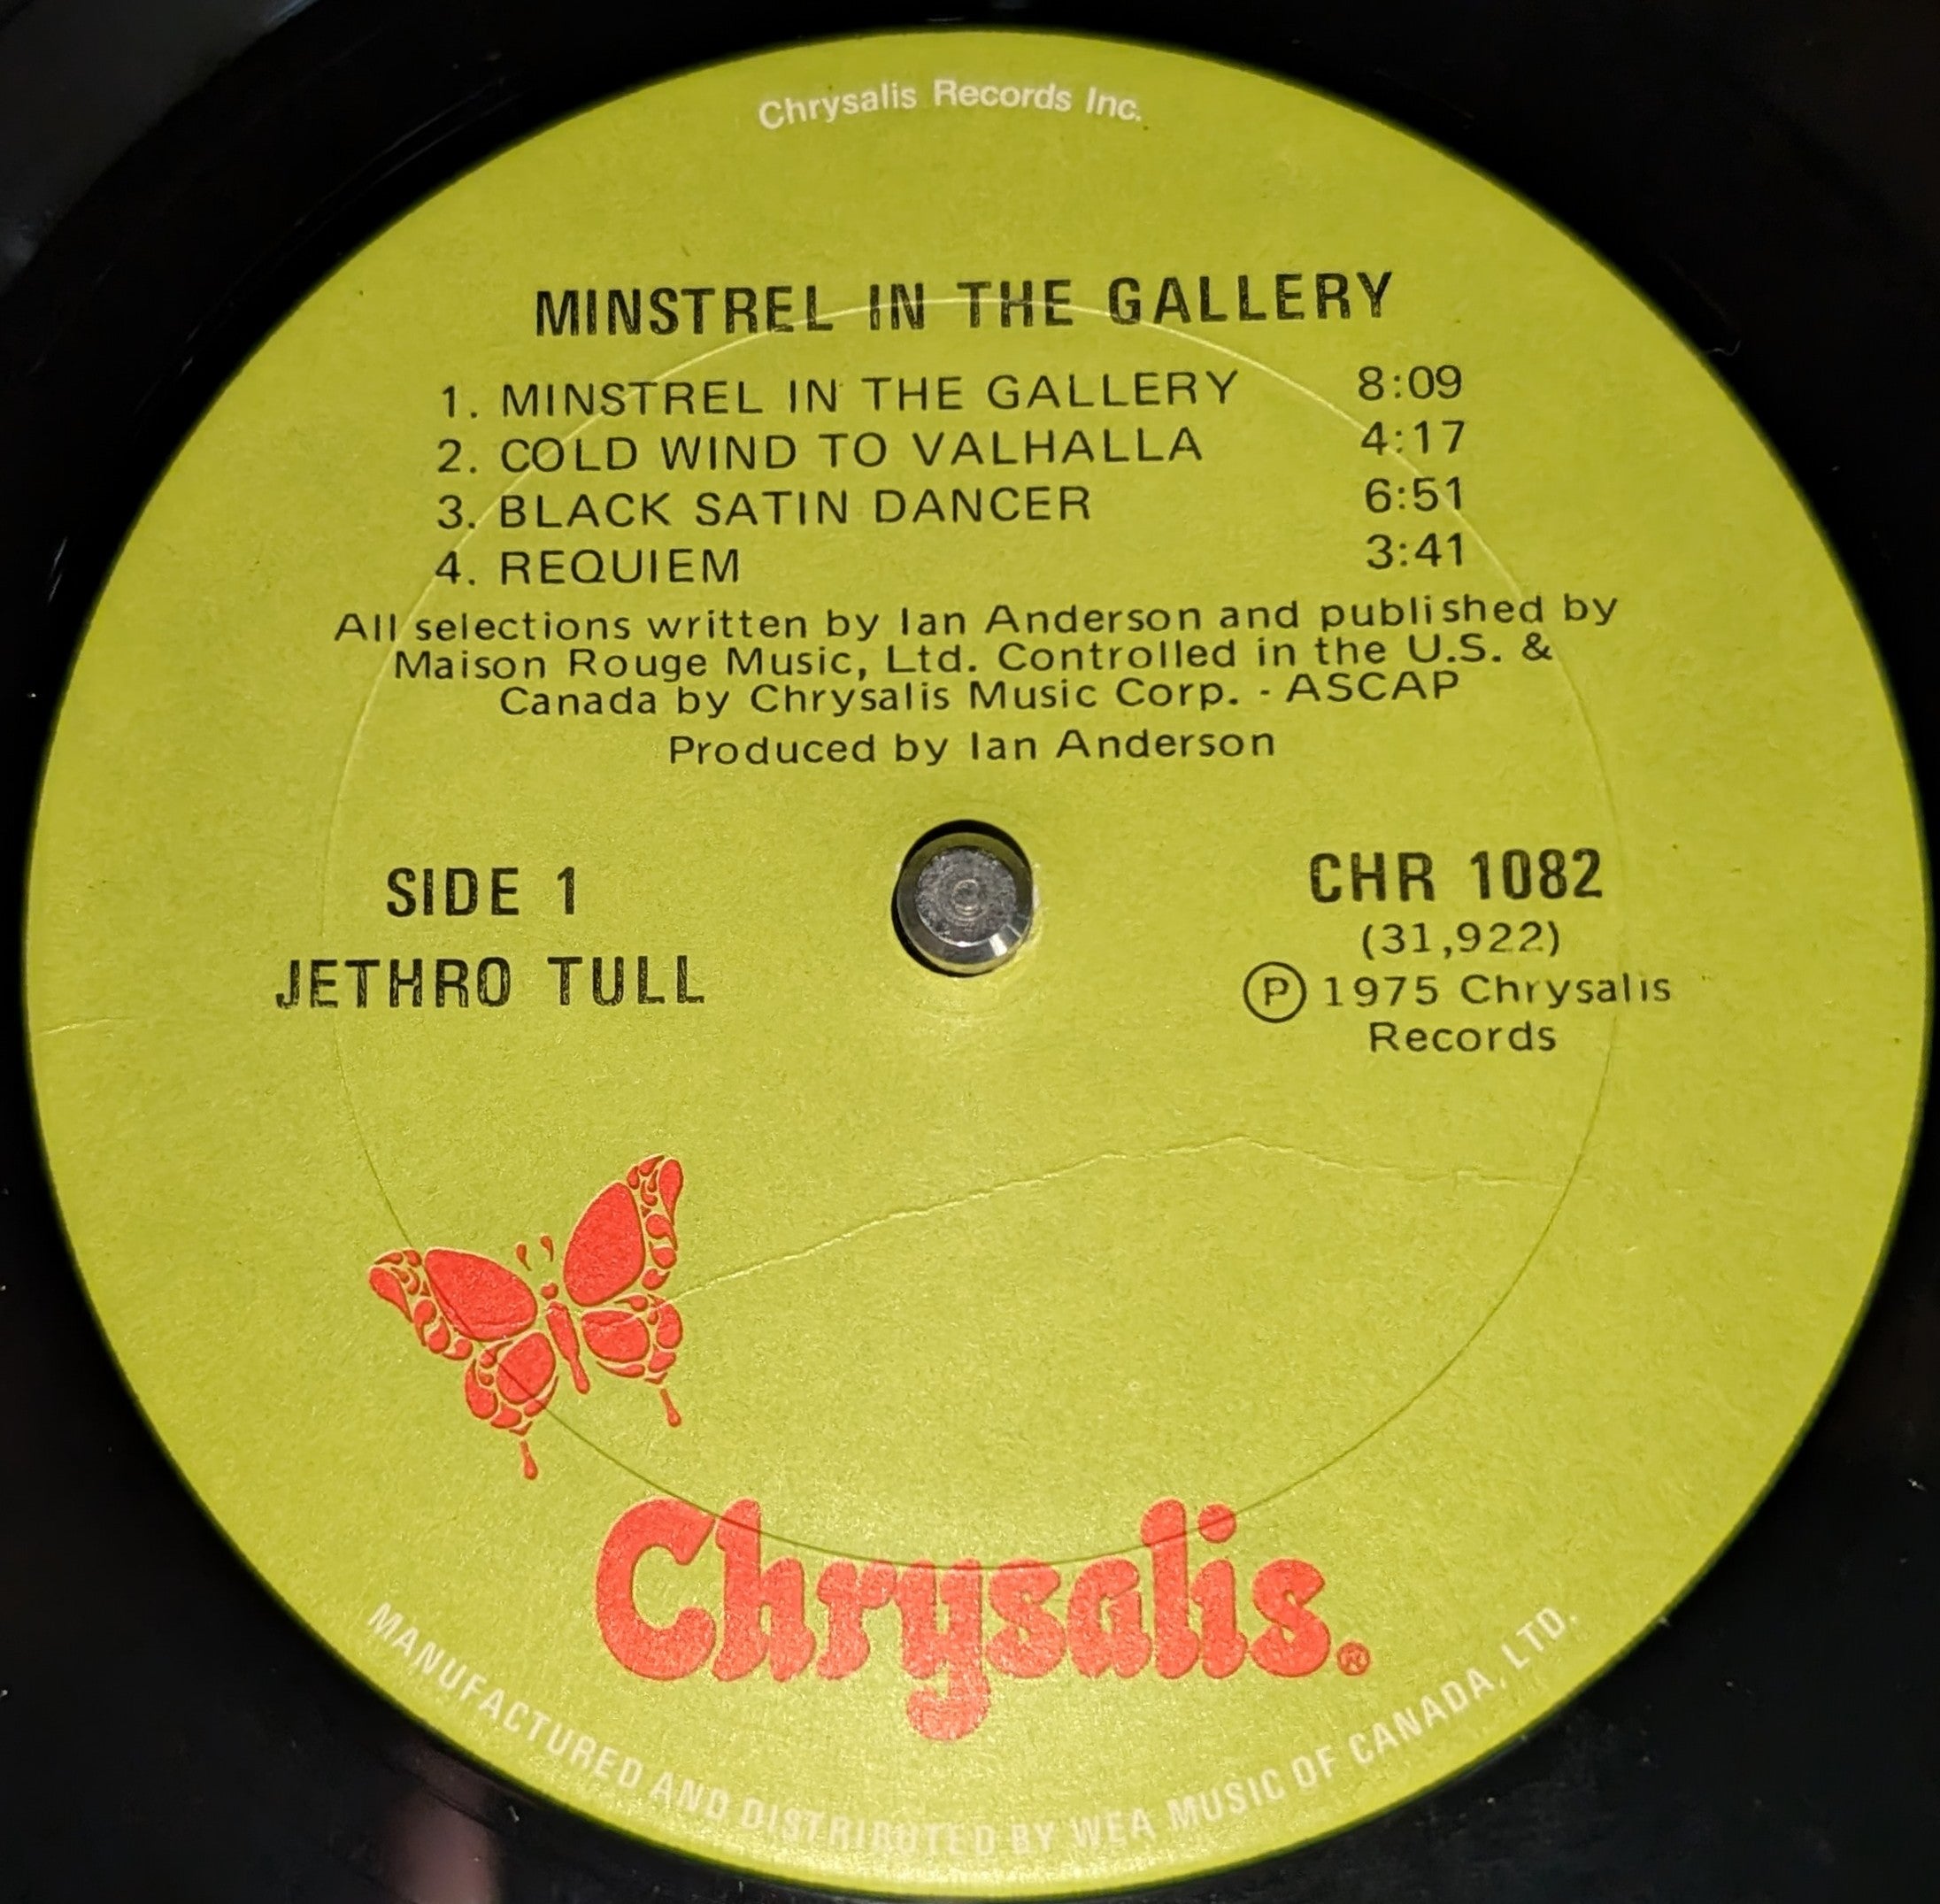 Chrysalis Records Inc.
MINSTREL IN THE GALLERY
1. MINSTREL IN THE GALLERY 8:09
2. COLD WIND TO VALHALLA 4:17
3. BLACK SATIN DANCER 6:51
4. REQUIEM 3:41
All selections written by Ian Anderson and published by
Maison Rouge Music, Ltd. Controlled in the U.S. &
Canada by Chrysalis Music Corp. - ASCAP
Produced by Ian Anderson
SIDE 1
JETHRO TULL
CHR 1082
(31,922)
Ⓟ 1975 Chrysalis
Records
Chrysalis.®
MANUFACTURED AND DISTRIBUTED BY WEA MUSIC OF CANADA, LTD.